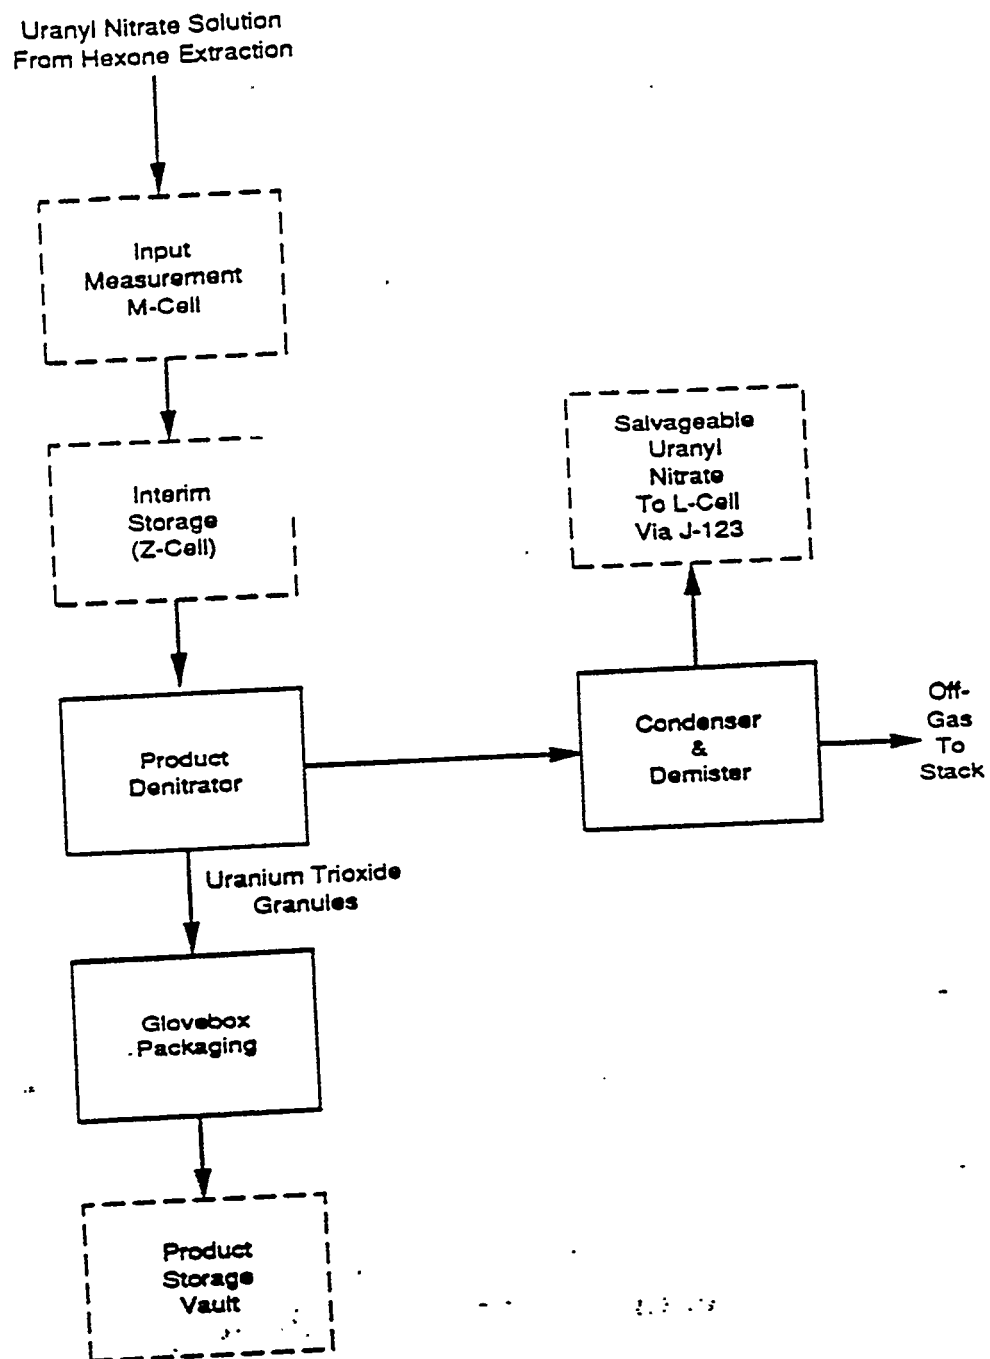 Uranyl Nitrate Solution
From Hexone Extraction
Input
Measurement
M-Cell
Interim
Storage
(Z-Cell)
Salvageable
Uranyl
Nitrate
To L-Cell
Via J-123
Product
Denitrator
Condenser
&
Demister
Off-
Gas
To
Stack
Uranium Trioxide
Granules
Glovebox
Packaging
Product
Storage
Vault